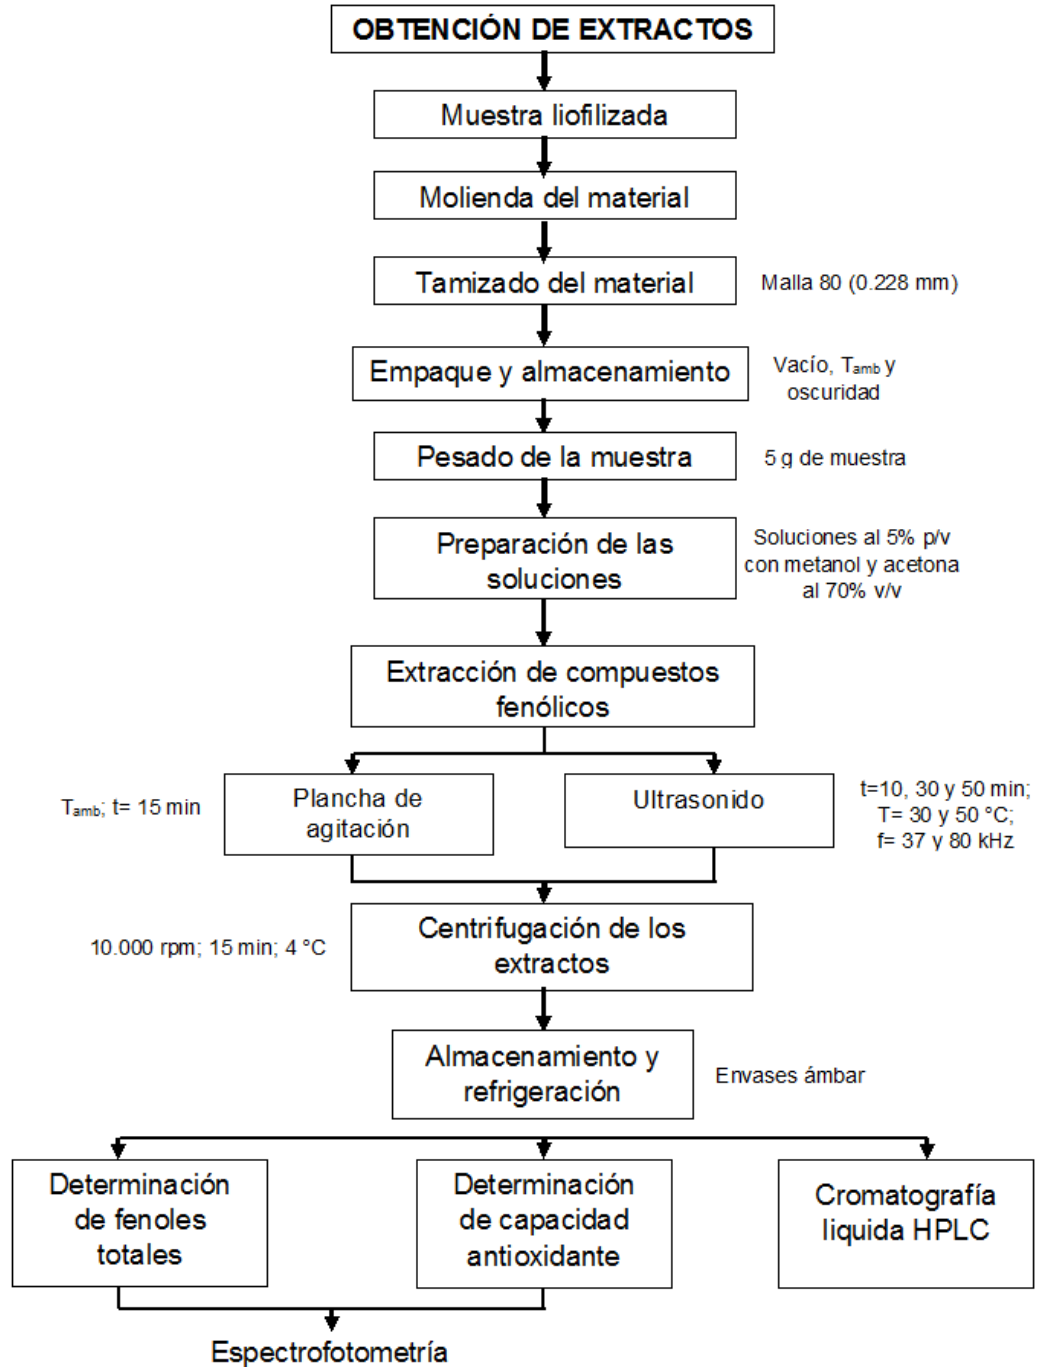 OBTENCIÓN DE EXTRACTOS
Muestra liofilizada
Molienda del material
Tamizado del material
Malla 80 (0.228 mm)
Empaque y almacenamiento
Vacío, Tamb y
oscuridad
Pesado de la muestra
5 g de muestra
Preparación de las
soluciones
Soluciones al 5% p/v
con metanol y acetona
al 70% v/v
Extracción de compuestos
fenólicos
Tamb; t= 15 min
Plancha de
agitación
Ultrasonido
t=10, 30 y 50 min;
T= 30 y 50 °C;
f= 37 y 80 kHz
10.000 rpm; 15 min; 4 °C
Centrifugación de los
extractos
Almacenamiento y
refrigeración
Envases ámbar
Determinación
de fenoles
totales
Determinación
de capacidad
antioxidante
Cromatografía
liquida HPLC
Espectrofotometría